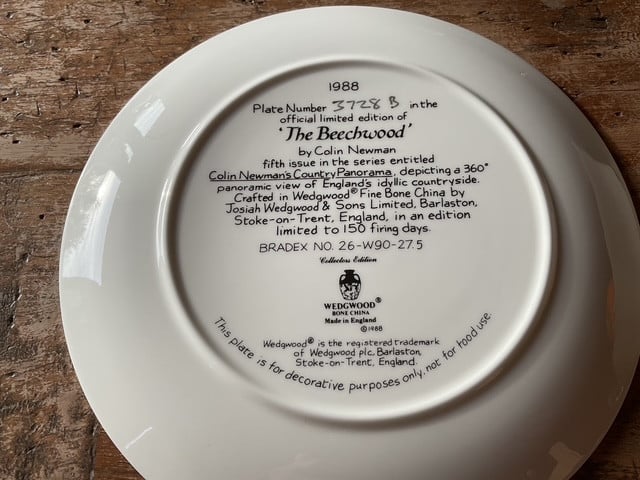 1988
Plate Number 3728 B in the
official limited edition of
'The Beechwood'
by Colin Newman
fifth issue in the series entitled
Colin Newman's Country Panorama, depicting a 360°
panoramic view of England's idyllic countryside.
Crafted in Wedgwood® Fine Bone China by
Josiah Wedgwood & Sons Limited, Barlaston,
Stoke-on-Trent, England, in an edition
limited to 150 firing days.
BRADEX NO. 26-W90-27.5
Collectors Edition
WEDGWOOD®
BONE CHINA
Made in England
©1988
Wedgwood® is the registered trademark
of Wedgwood plc, Barlaston,
Stoke-on-Trent, England.
This plate is for decorative purposes only, not for food use